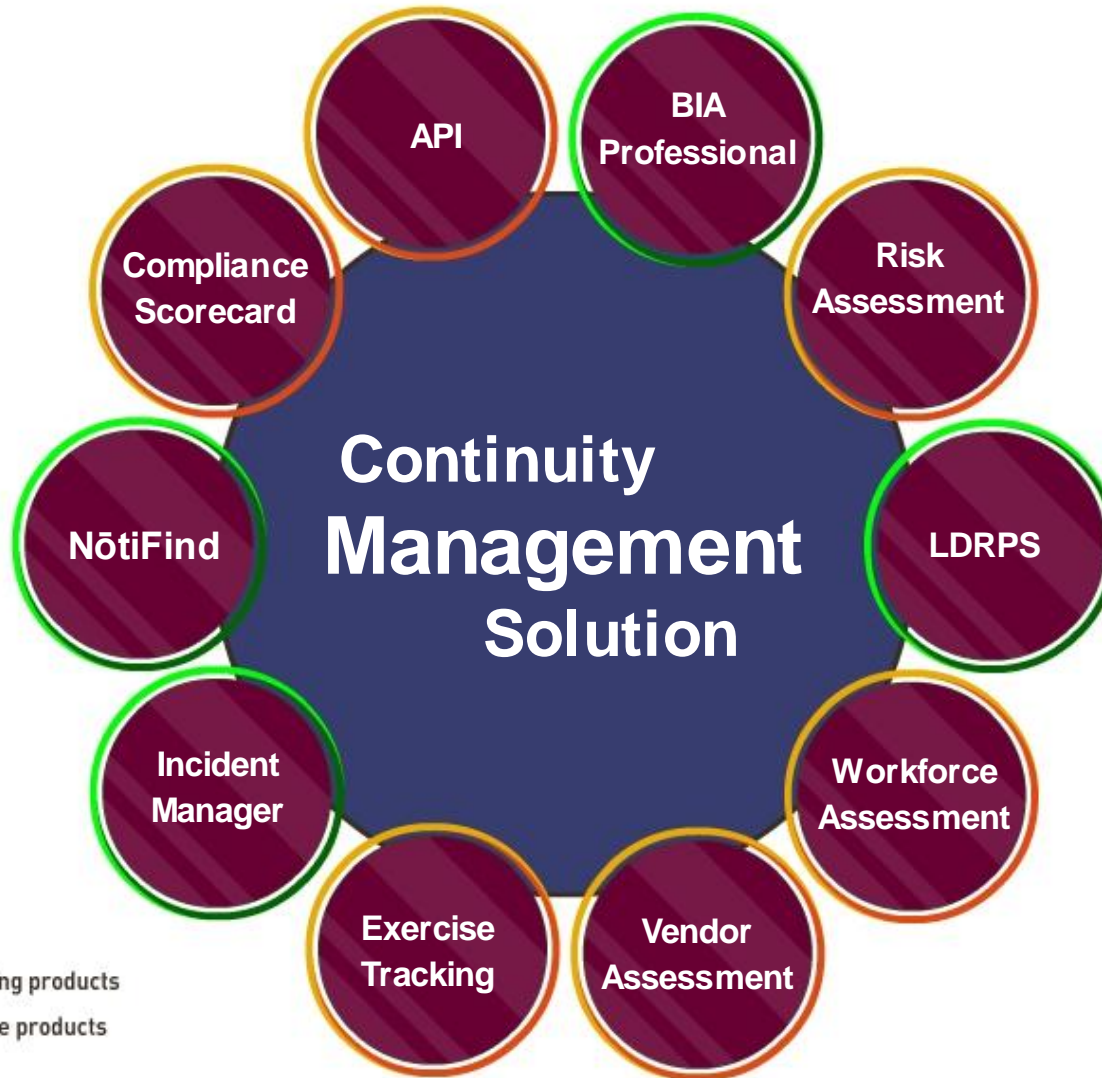 API
BIA
Professional
Compliance
Scorecard
Risk
Assessment
Continuity
Management
Solution
NōtiFind
LDRPS
Incident
Manager
Workforce
Assessment
Exercise
Tracking
Vendor
Assessment
products
products